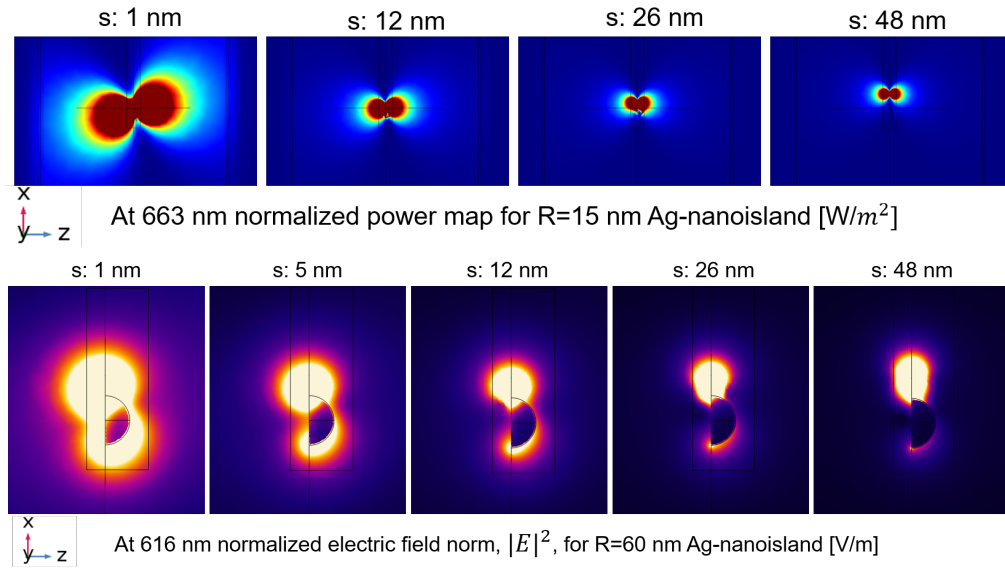 s: 1 nm s: 12 nm s: 26 nm s: 48 nm
x
y z
At 663 nm normalized power map for R=15 nm Ag-nanoisland [W/m²]
s: 1 nm s: 5 nm s: 12 nm s: 26 nm s: 48 nm
x
y z
At 616 nm normalized electric field norm, |E|², for R=60 nm Ag-nanoisland [V/m]